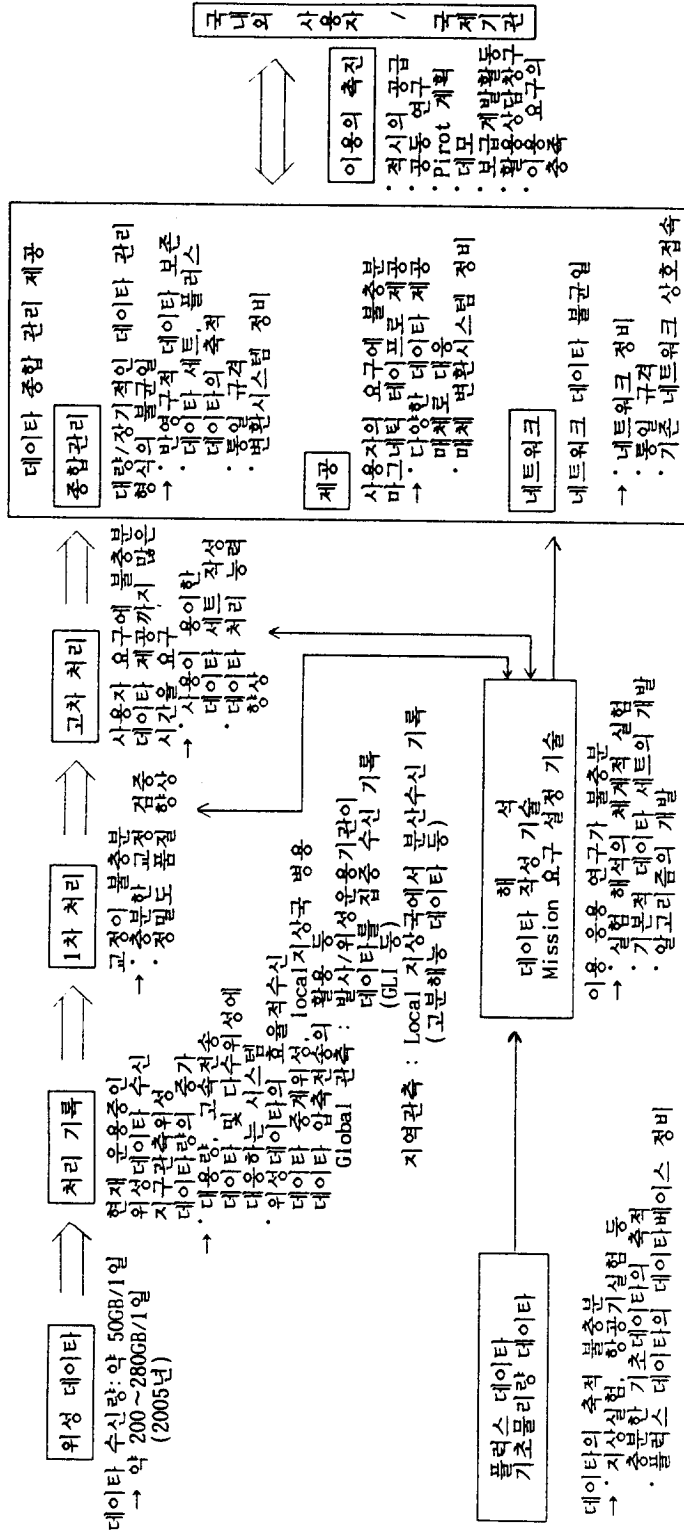 위성 데이타
데이타 수신량: 약 50GB/1일
→ 약 200~280GB/1일
(2005년)
처리 기록
현재 운용중인
위성데이타 수신
지구관측위성
데이타량의 증가
→ · 대용량, 고속전송
데이타 및 다수위성에
대응하는 시스템
· 위성데이타의 효율적수신
데이타 중계위성, local지상국 병용
데이타 압축전송의 활용 등
Global 관측 : 발사/위성운용기관이
데이타를 집중 수신 기록
(GLI 등)
지역관측 : Local 지상국에서 분산수신 기록
(고분해능 데이타 등)
1차 처리
교정이 불충분
→ · 충분한 교정 검증
· 정밀도 품질 향상
고차 처리
사용자 요구에 불충분
데이타 제공까지 많은
시간을 요구
→ · 사용이 용이한
데이타 세트 작성
· 데이타 처리 능력
향상
데이타 종합 관리 제공
종합관리
대량/장기적인 데이타 관리
형식의 불균일
→ · 반영구적 데이타 보존
· 데이타 세트, 플러스
데이타의 축적
· 통일 규격
· 변환시스템 정비
제공
사용자의 요구에 불충분
마그네틱 테이프로 제공
→ · 다양한 데이타 제공
매체로 대응
· 매체 변환시스템 정비
네트워크
네트워크 데이타 불균일
→ · 네트워크 정비
· 통일 규격
· 기존 네트워크 상호접속
이용의 촉진
· 적시의 공급
· 공동 연구
· Pirot 계획
· 데모
· 보급계발활동
· 활용상담창구
· 이용 요구의
충족
국내외 사용자 / 국제기관
플러스 데이타
기초물리량 데이타
데이타의 축적 불충분
→ · 지상실험, 항공기실험 등
충분한 기초데이타의 축적
· 플러스 데이타의 데이타베이스 정비
해 석
데이타 작성 기술
Mission 요구 설정 기술
이용 응용 연구가 불충분
→ · 실험 해석의 체계적 실험
· 기본적 데이타 세트의 개발
· 알고리즘의 개발